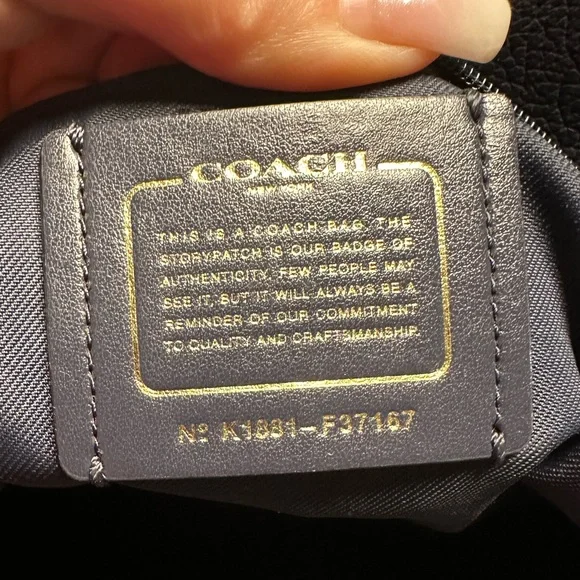 COACH
NEW YORK
THIS IS A COACH BAG. THE
STORYPATCH IS OUR BADGE OF
AUTHENTICITY. FEW PEOPLE MAY
SEE IT, BUT IT WILL ALWAYS BE A
REMINDER OF OUR COMMITMENT
TO QUALITY AND CRAFTSMANSHIP.
Nº K1881-F37167